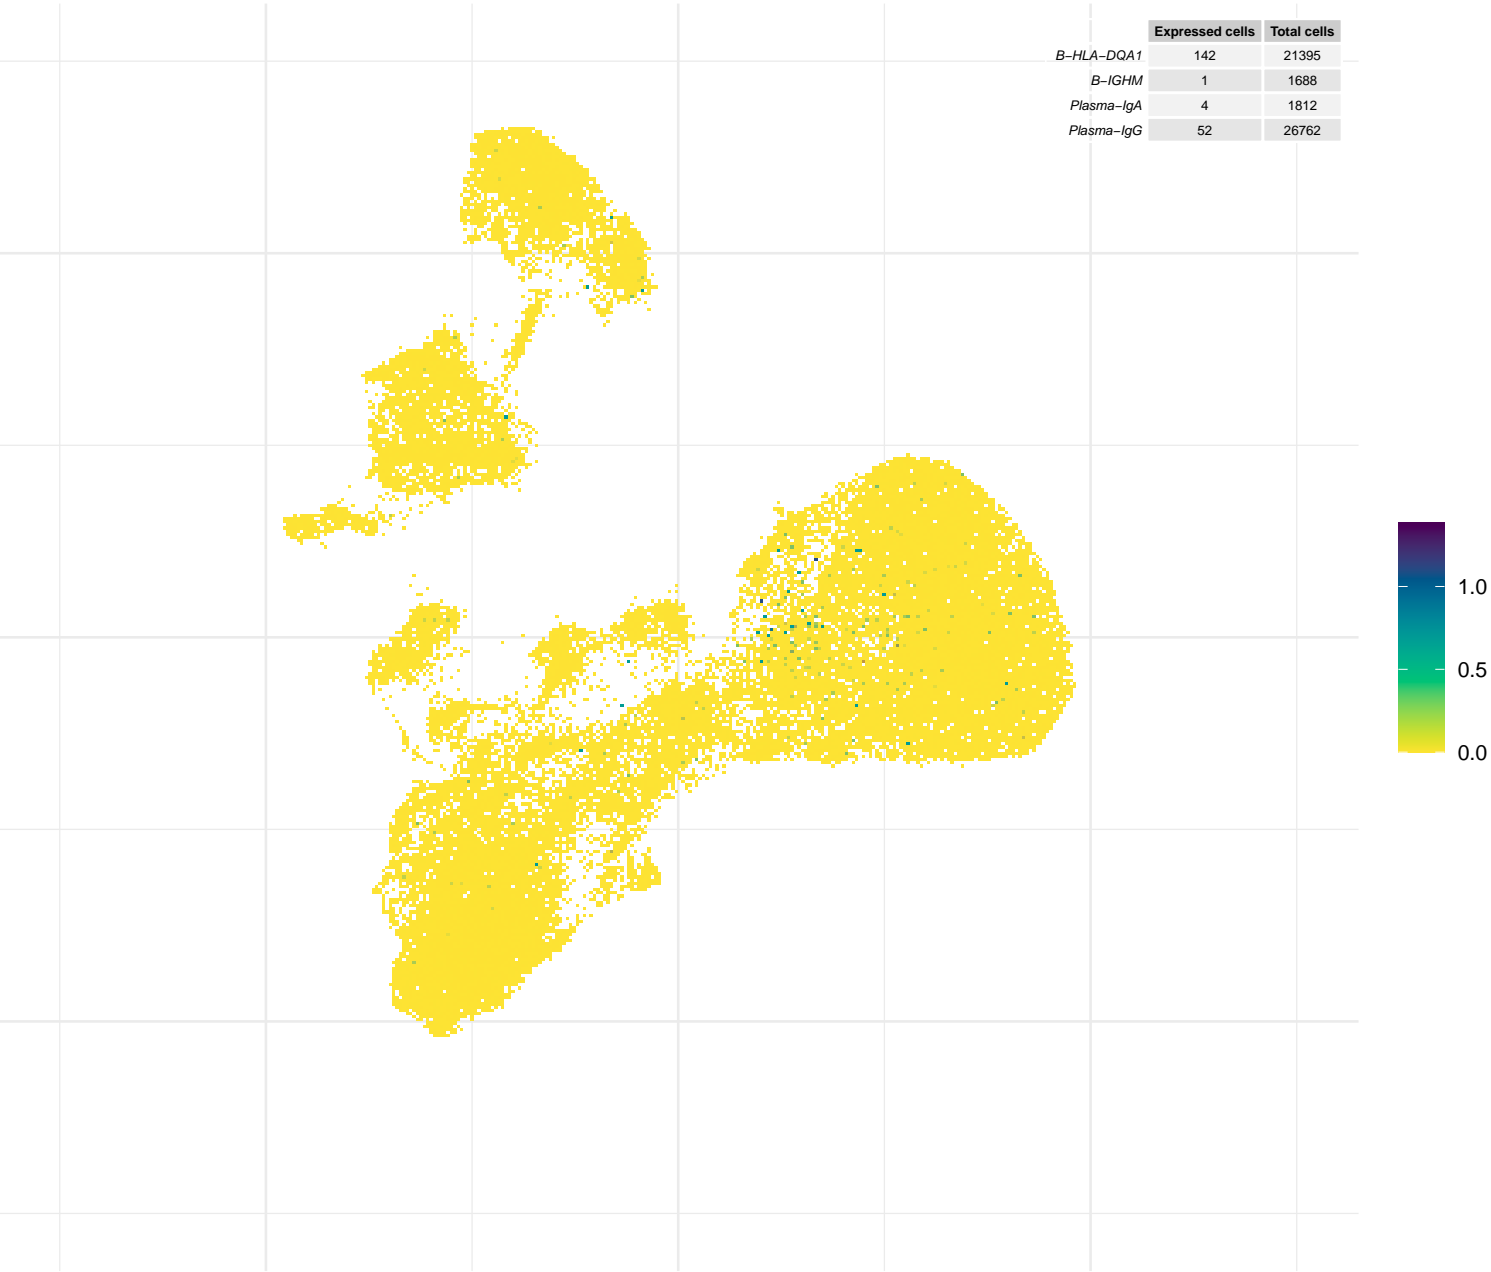 Expressed cells Total cells
B−HLA−DQA1 142 21395
B−IGHM 1 1688
Plasma−IgA 4 1812
Plasma−IgG 52 26762
1.0
0.5
0.0